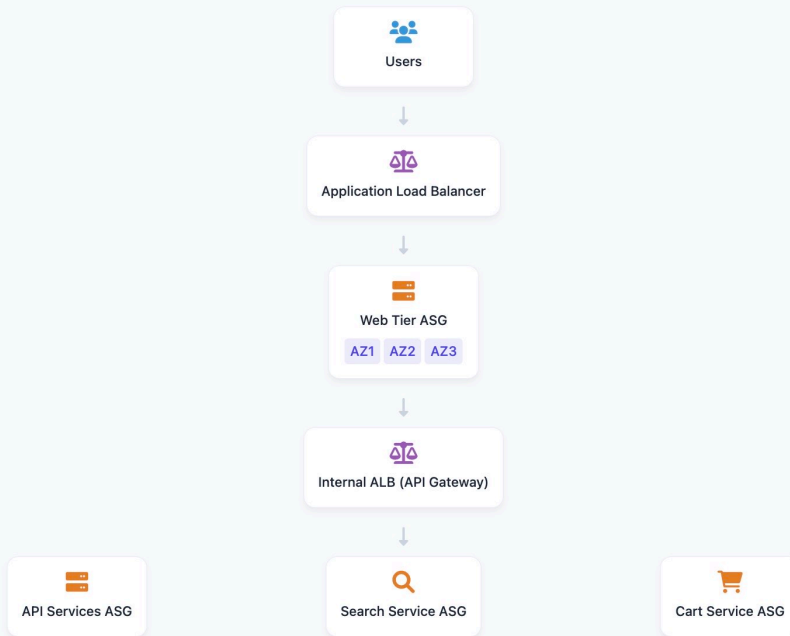 Users
Application Load Balancer
Web Tier ASG
AZ1 AZ2 AZ3
Internal ALB (API Gateway)
API Services ASG
Search Service ASG
Cart Service ASG